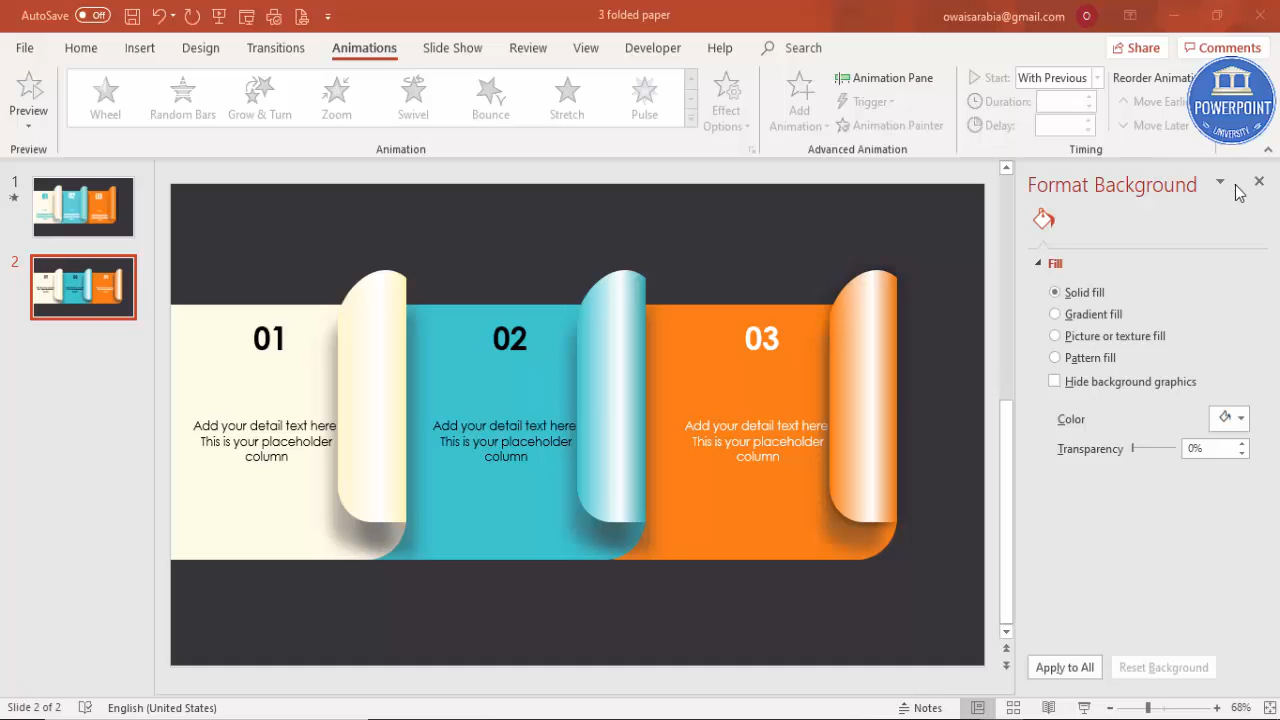 AutoSave Off 3 folded paper owaisarabia@gmail.com O
File Home Insert Design Transitions Animations Slide Show Review View Developer Help Search Share Comments
Preview
Wheel Random Bars Grow & Turn Zoom Swivel Bounce Stretch Pulse
Effect Options
Add Animation
Animation Pane
Trigger
Animation Painter
Start: With Previous
Duration:
Delay:
Reorder Animati
Move Earli
Move Later
Preview Animation Advanced Animation Timing
POWERPOINT
UNIVERSITY
1
2
01
Add your detail text here
This is your placeholder
column
02
Add your detail text here
This is your placeholder
column
03
Add your detail text here
This is your placeholder
column
Format Background
Fill
Solid fill
Gradient fill
Picture or texture fill
Pattern fill
Hide background graphics
Color
Transparency 0%
Apply to All Reset Background
Slide 2 of 2 English (United States) Notes 68%